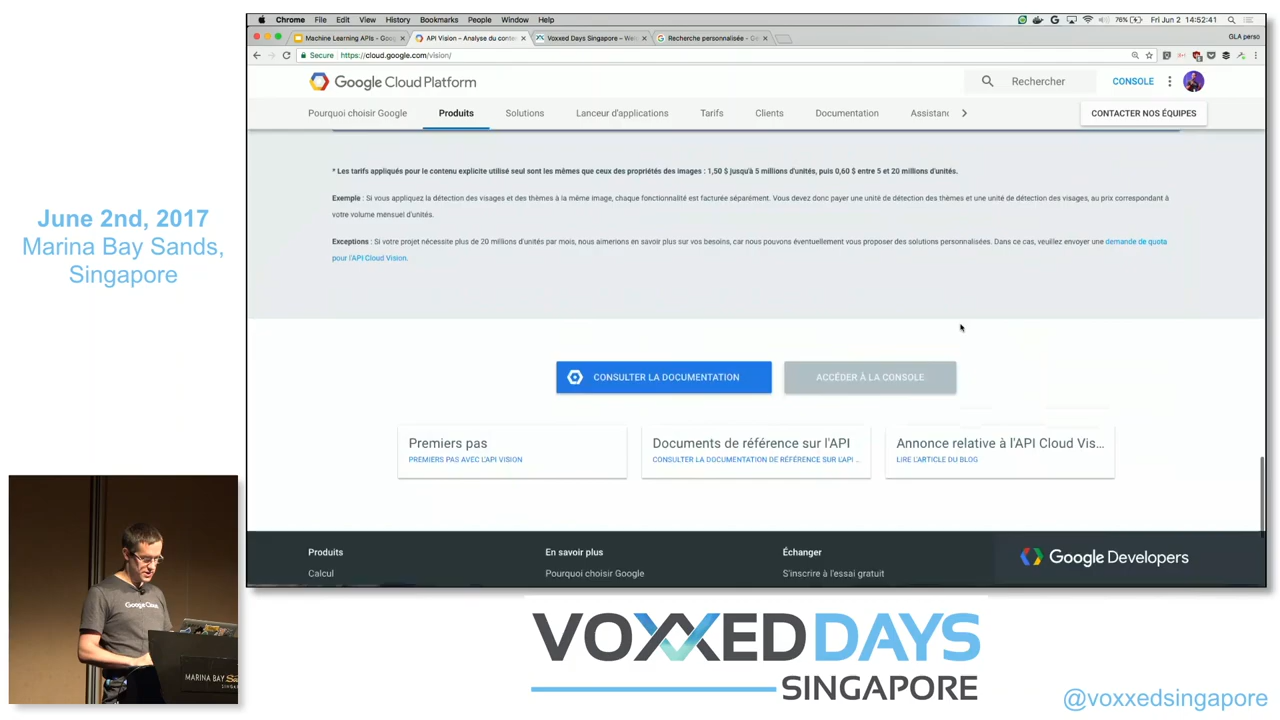 Chrome File Edit View History Bookmarks People Window Help
76% Fri Jun 2 14:52:41
Machine Learning APIs - Goo
API Vision – Analyse du conte
Voxxed Days Singapore – We
Recherche personnalisée - G
GLA perso
Secure https://cloud.google.com/vision/
Google Cloud Platform
Rechercher
CONSOLE
Pourquoi choisir Google
Produits
Solutions
Lanceur d'applications
Tarifs
Clients
Documentation
Assistanc
CONTACTER NOS ÉQUIPES
* Les tarifs appliqués pour le contenu explicite utilisé seul sont les mêmes que ceux des propriétés des images : 1,50 $ jusqu'à 5 millions d'unités, puis 0,60 $ entre 5 et 20 millions d'unités.
Exemple : Si vous appliquez la détection des visages et des thèmes à la même image, chaque fonctionnalité est facturée séparément. Vous devez donc payer une unité de détection des thèmes et une unité de détection des visages, au prix correspondant à
votre volume mensuel d'unités.
Exceptions : Si votre projet nécessite plus de 20 millions d'unités par mois, nous aimerions en savoir plus sur vos besoins, car nous pouvons éventuellement vous proposer des solutions personnalisées. Dans ce cas, veuillez envoyer une demande de quota
pour l'API Cloud Vision.
June 2nd, 2017
Marina Bay Sands,
Singapore
CONSULTER LA DOCUMENTATION
ACCÉDER À LA CONSOLE
Premiers pas
PREMIERS PAS AVEC L'API VISION
Documents de référence sur l'API
CONSULTER LA DOCUMENTATION DE RÉFÉRENCE SUR L'API ...
Annonce relative à l'API Cloud Vis...
LIRE L'ARTICLE DU BLOG
Produits
Calcul
En savoir plus
Pourquoi choisir Google
Échanger
S'inscrire à l'essai gratuit
Google Developers
Google Cloud
MARINA BAY
VOXXED DAYS
SINGAPORE
@voxxedsingapore